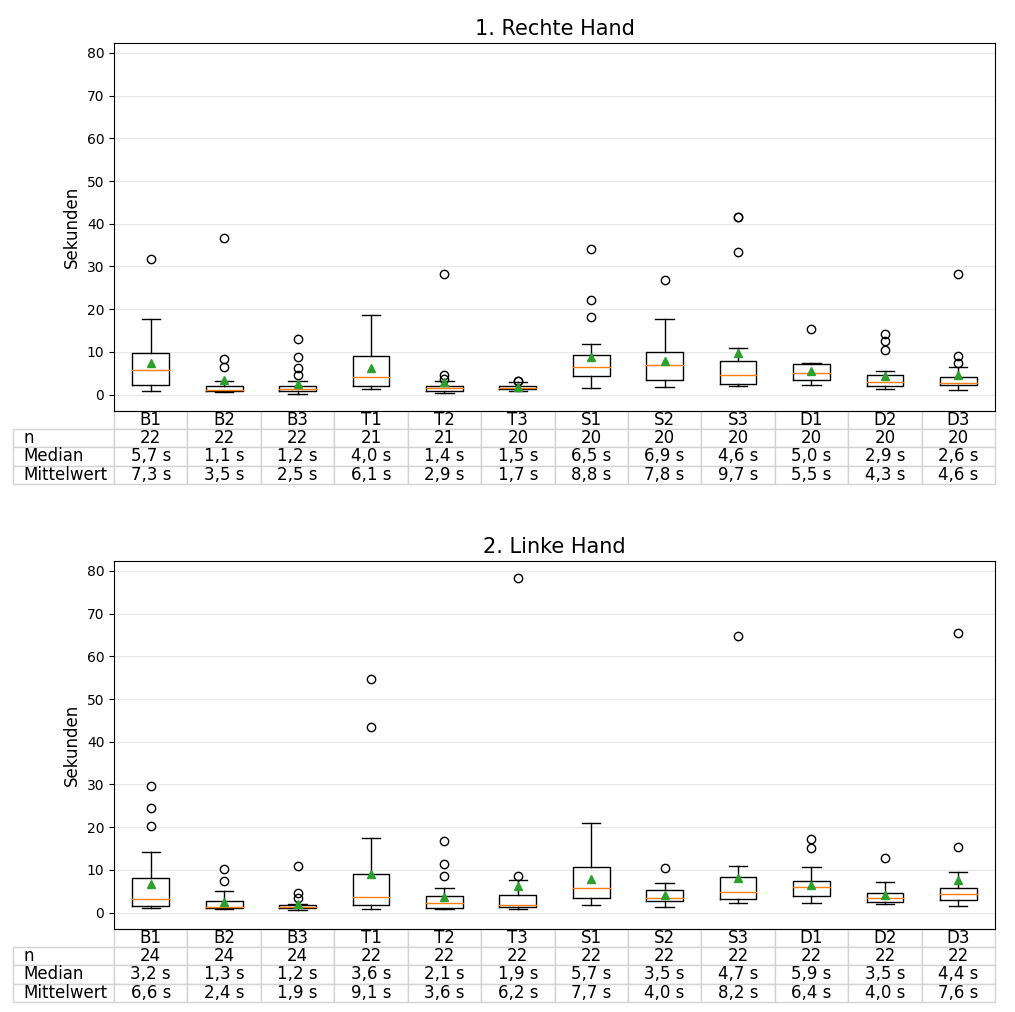 1. Rechte Hand
80
70
60
50
40
30
20
10
0
Sekunden
B1 B2 B3 T1 T2 T3 S1 S2 S3 D1 D2 D3
n 22 22 22 21 21 20 20 20 20 20 20 20
Median 5,7 s 1,1 s 1,2 s 4,0 s 1,4 s 1,5 s 6,5 s 6,9 s 4,6 s 5,0 s 2,9 s 2,6 s
Mittelwert 7,3 s 3,5 s 2,5 s 6,1 s 2,9 s 1,7 s 8,8 s 7,8 s 9,7 s 5,5 s 4,3 s 4,6 s
2. Linke Hand
80
70
60
50
40
30
20
10
0
Sekunden
B1 B2 B3 T1 T2 T3 S1 S2 S3 D1 D2 D3
n 24 24 24 22 22 22 22 22 22 22 22 22
Median 3,2 s 1,3 s 1,2 s 3,6 s 2,1 s 1,9 s 5,7 s 3,5 s 4,7 s 5,9 s 3,5 s 4,4 s
Mittelwert 6,6 s 2,4 s 1,9 s 9,1 s 3,6 s 6,2 s 7,7 s 4,0 s 8,2 s 6,4 s 4,0 s 7,6 s